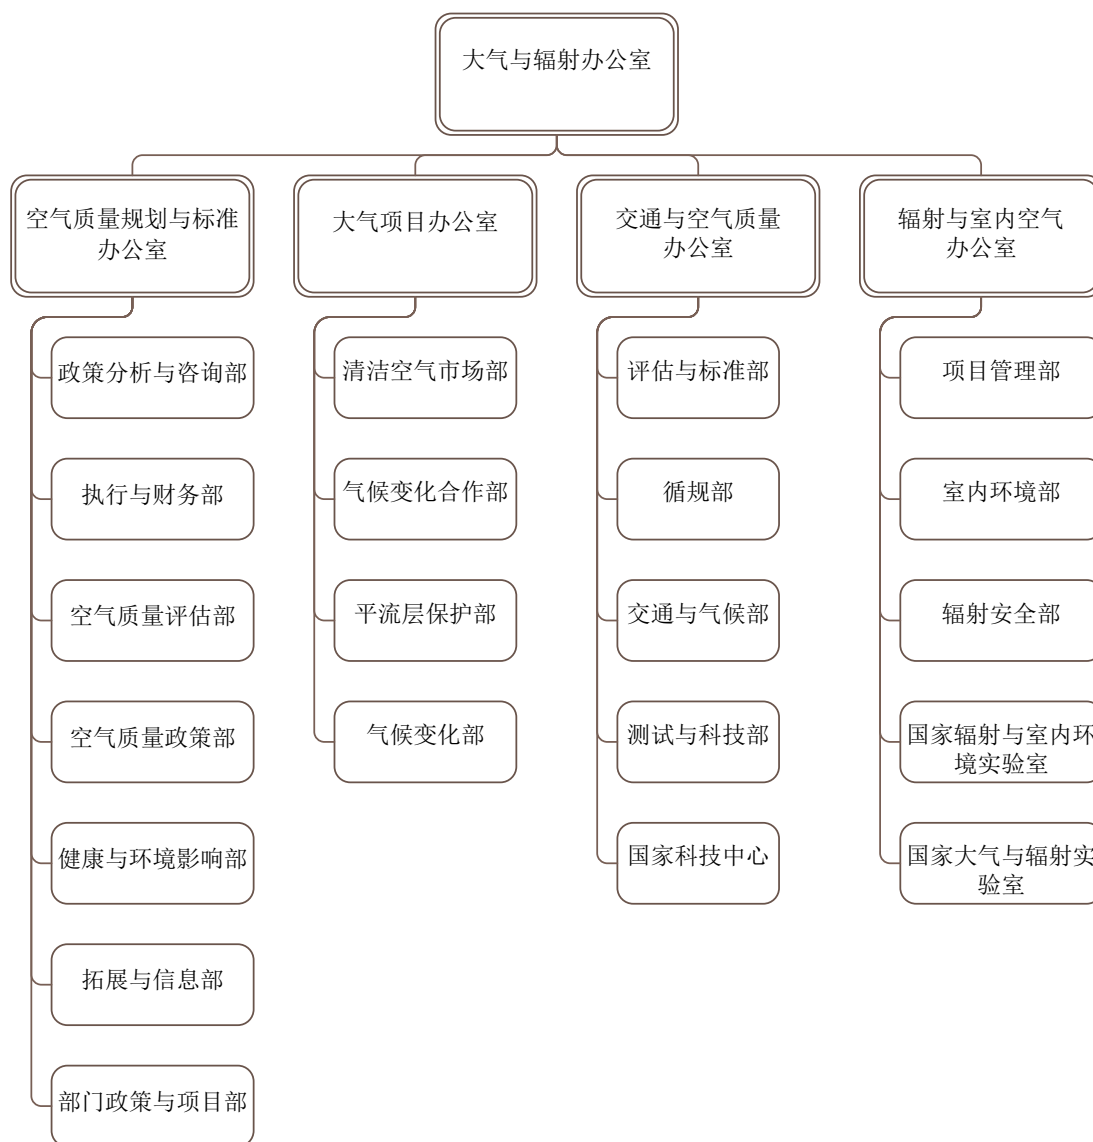 大气与辐射办公室
空气质量规划与标准
办公室
政策分析与咨询部
执行与财务部
空气质量评估部
空气质量政策部
健康与环境影响部
拓展与信息部
部门政策与项目部
大气项目办公室
清洁空气市场部
气候变化合作部
平流层保护部
气候变化部
交通与空气质量
办公室
评估与标准部
循规部
交通与气候部
测试与科技部
国家科技中心
辐射与室内空气
办公室
项目管理部
室内环境部
辐射安全部
国家辐射与室内环
境实验室
国家大气与辐射实
验室